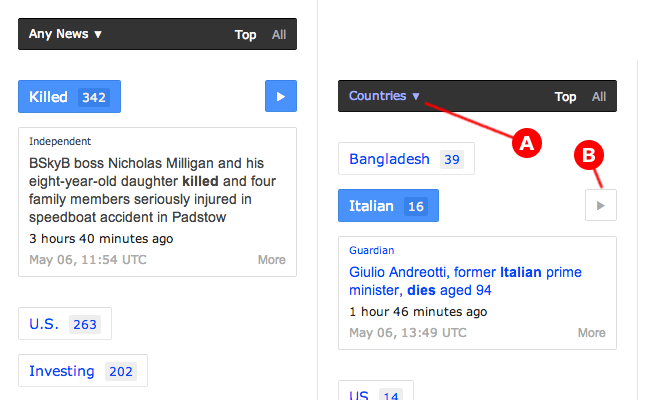 Any News ▼ Top All
Killed 342
Independent
BSkyB boss Nicholas Milligan and his
eight-year-old daughter killed and four
family members seriously injured in
speedboat accident in Padstow
3 hours 40 minutes ago
May 06, 11:54 UTC More
U.S. 263
Investing 202
Countries ▼ Top All
A
B
Bangladesh 39
Italian 16
Guardian
Giulio Andreotti, former Italian prime
minister, dies aged 94
1 hour 46 minutes ago
May 06, 13:49 UTC More
US 14